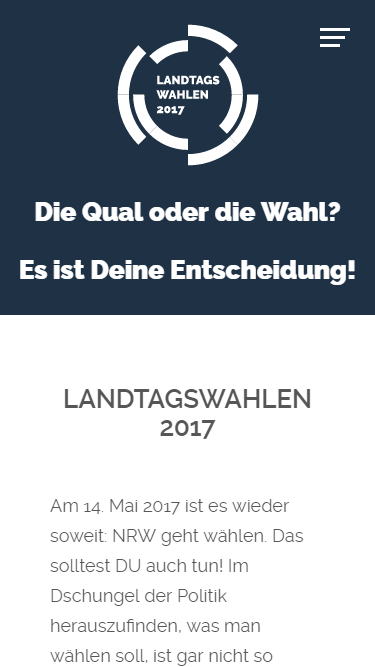 LANDTAGS
WAHLEN
2017
Die Qual oder die Wahl?
Es ist Deine Entscheidung!
LANDTAGSWAHLEN
2017
Am 14. Mai 2017 ist es wieder
soweit: NRW geht wählen. Das
solltest DU auch tun! Im
Dschungel der Politik
herauszufinden, was man
wählen soll, ist gar nicht so